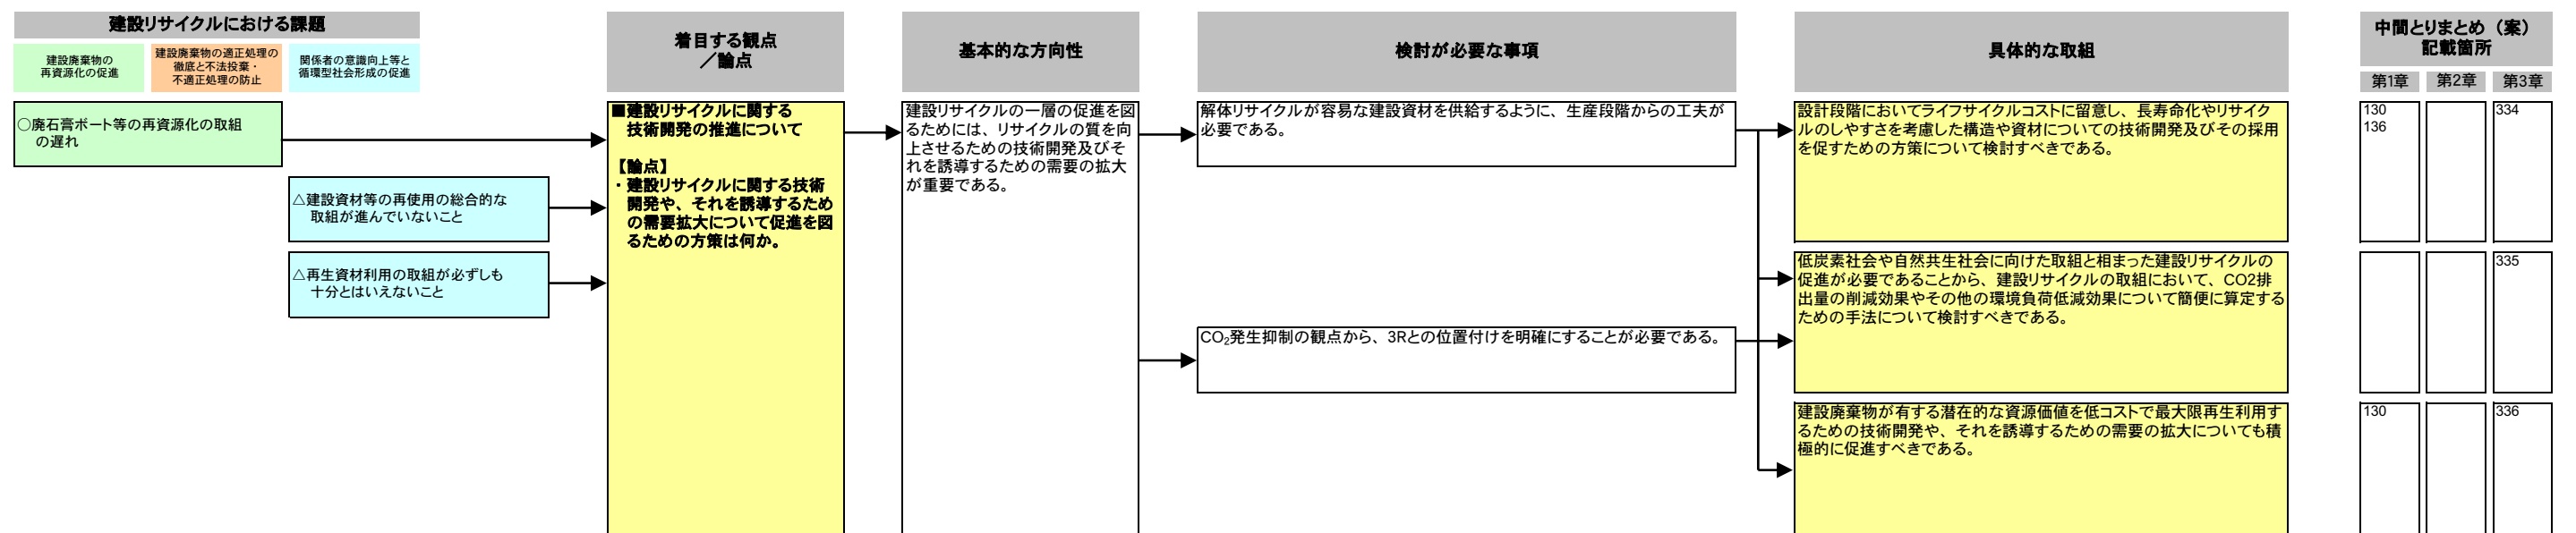 建設リサイクルにおける課題
建設廃棄物の
再資源化の促進
建設廃棄物の適正処理の
徹底と不法投棄・
不適正処理の防止
関係者の意識向上等と
循環型社会形成の促進
着目する観点
／論点
基本的な方向性
検討が必要な事項
具体的な取組
中間とりまとめ（案）
記載箇所
第1章 第2章 第3章
○廃石膏ボート等の再資源化の取組
の遅れ
△建設資材等の再使用の総合的な
取組が進んでいないこと
△再生資材利用の取組が必ずしも
十分とはいえないこと
■建設リサイクルに関する
技術開発の推進について
【論点】
・建設リサイクルに関する技術
開発や、それを誘導するため
の需要拡大について促進を図
るための方策は何か。
建設リサイクルの一層の促進を図
るためには、リサイクルの質を向
上させるための技術開発及びそ
れを誘導するための需要の拡大
が重要である。
解体リサイクルが容易な建設資材を供給するように、生産段階からの工夫が
必要である。
CO₂発生抑制の観点から、3Rとの位置付けを明確にすることが必要である。
設計段階においてライフサイクルコストに留意し、長寿命化やリサイク
ルのしやすさを考慮した構造や資材についての技術開発及びその採用
を促すための方策について検討すべきである。
130
136
334
低炭素社会や自然共生社会に向けた取組と相まった建設リサイクルの
促進が必要であることから、建設リサイクルの取組において、CO2排
出量の削減効果やその他の環境負荷低減効果について簡便に算定する
ための手法について検討すべきである。
335
建設廃棄物が有する潜在的な資源価値を低コストで最大限再生利用す
るための技術開発や、それを誘導するための需要の拡大についても積
極的に促進すべきである。
130
336